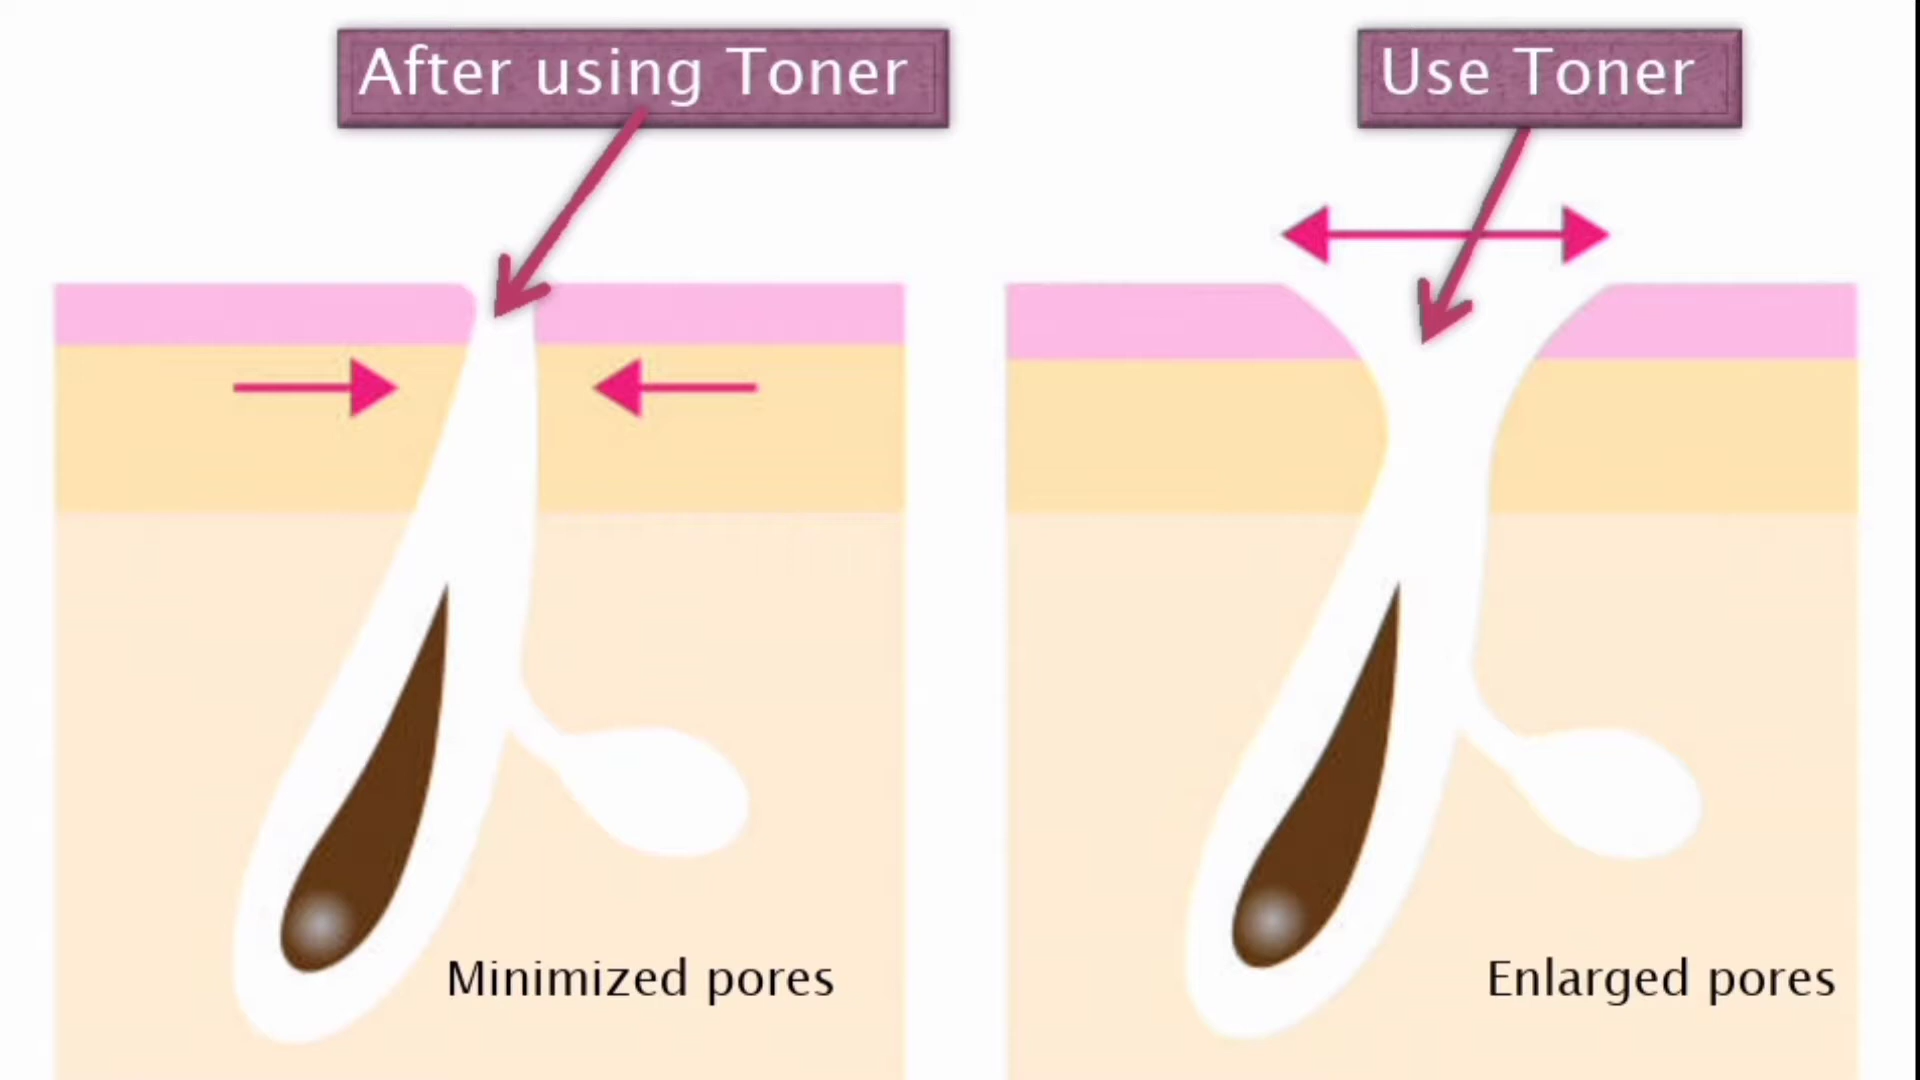 After using Toner
Use Toner
Minimized pores
Enlarged pores